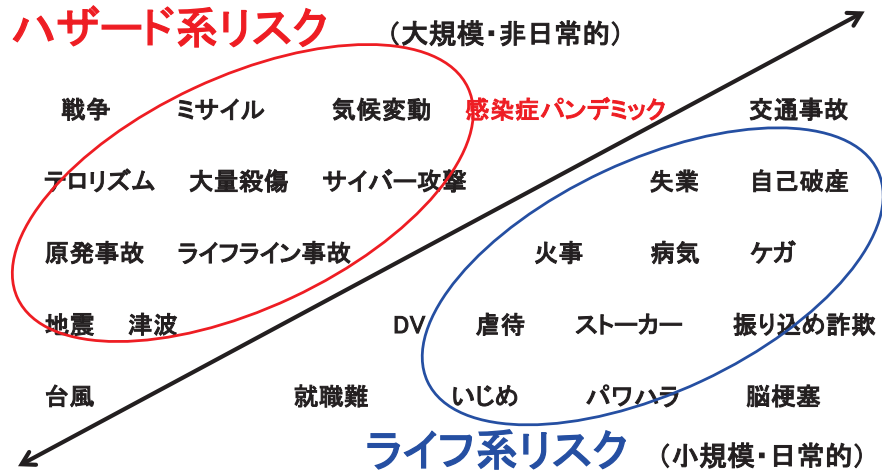 ハザード系リスク (大規模・非日常的)
戦争 ミサイル 気候変動 感染症パンデミック 交通事故
テロリズム 大量殺傷 サイバー攻撃 失業 自己破産
原発事故 ライフライン事故 火事 病気 ケガ
地震 津波 DV 虐待 ストーカー 振り込め詐欺
台風 就職難 いじめ パワハラ 脳梗塞
ライフ系リスク (小規模・日常的)